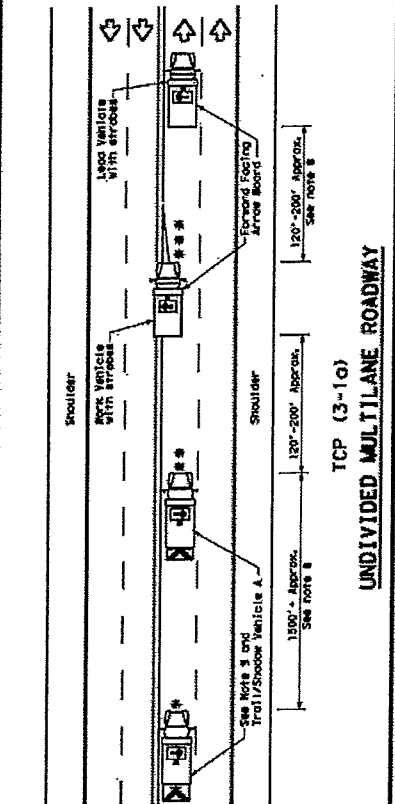 Lead Vehicle
with strobes
Forward Facing
Arrow Board
120'-200' Approx.
See note 8
Work Vehicle
with strobes
Shoulder
Shoulder
120'-200' Approx.
See Note 9 and
Trail/Shadow Vehicle A
1500'+ Approx.
See note 8
TCP (3-1a)
UNDIVIDED MULTILANE ROADWAY